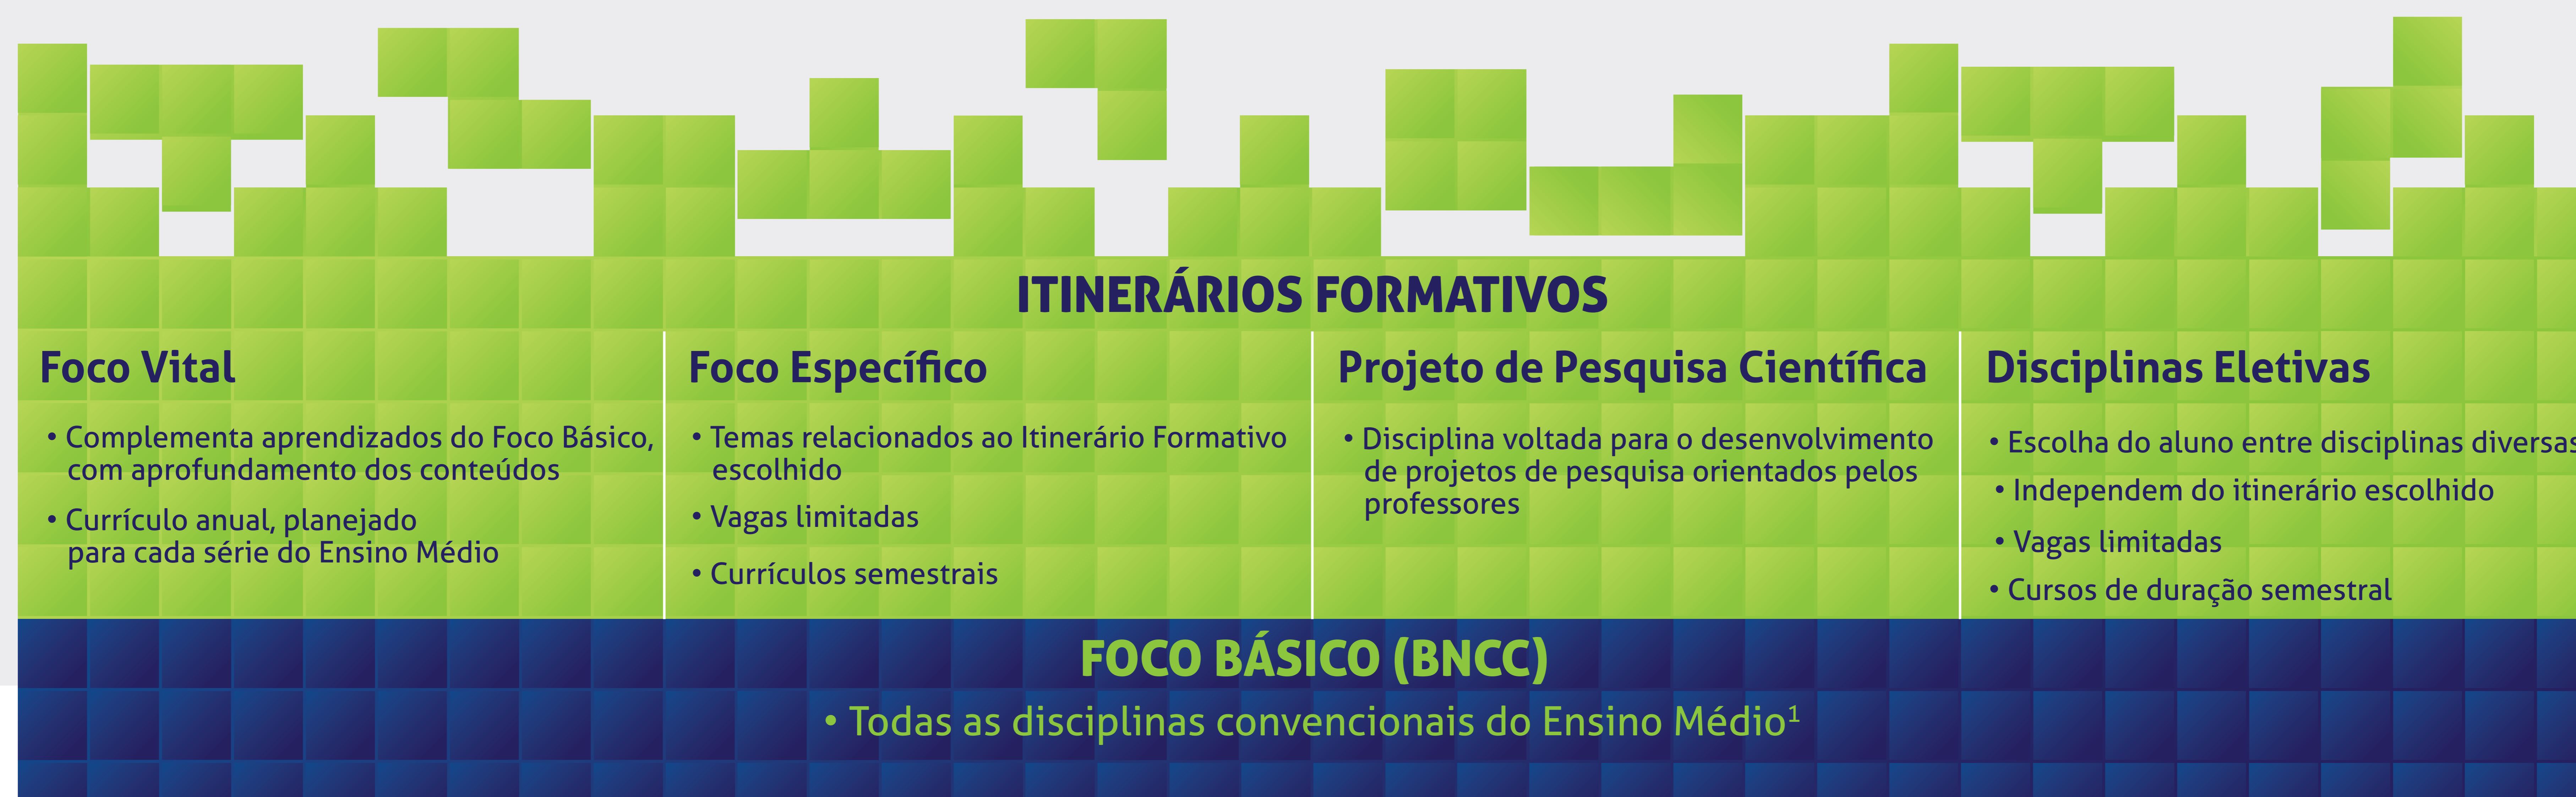 ITINERÁRIOS FORMATIVOS
Foco Vital
• Complementa aprendizados do Foco Básico,
com aprofundamento dos conteúdos
• Currículo anual, planejado
para cada série do Ensino Médio
Foco Específico
• Temas relacionados ao Itinerário Formativo
escolhido
• Vagas limitadas
• Currículos semestrais
Projeto de Pesquisa Científica
• Disciplina voltada para o desenvolvimento
de projetos de pesquisa orientados pelos
professores
Disciplinas Eletivas
• Escolha do aluno entre disciplinas diversas
• Independem do itinerário escolhido
• Vagas limitadas
• Cursos de duração semestral
FOCO BÁSICO (BNCC)
• Todas as disciplinas convencionais do Ensino Médio¹